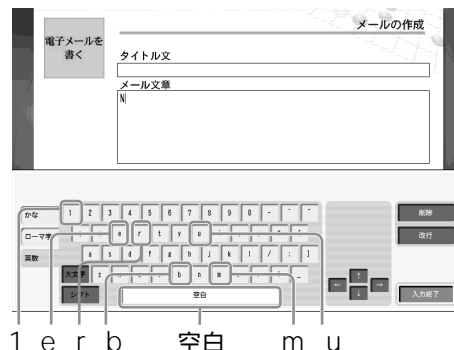 メールの作成
電子メールを
書く
タイトル文
メール文章
N
かな 1 2 3 4 5 6 7 8 9 0 - 削除
ローマ字 e r t y u 改行
英数 a s d f g h j k l / : ]
大文字 z b n m
シフト 空白 ← ↑ ↓ → 入力終了
1 e r b 空白 m u